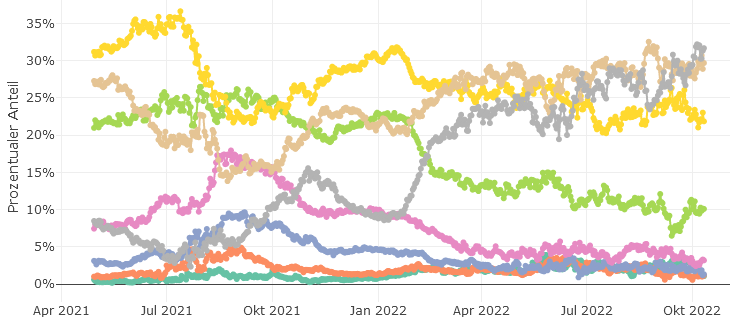 Prozentualer Anteil
35%
30%
25%
20%
15%
10%
5%
0%
Apr 2021
Jul 2021
Okt 2021
Jan 2022
Apr 2022
Jul 2022
Okt 2022